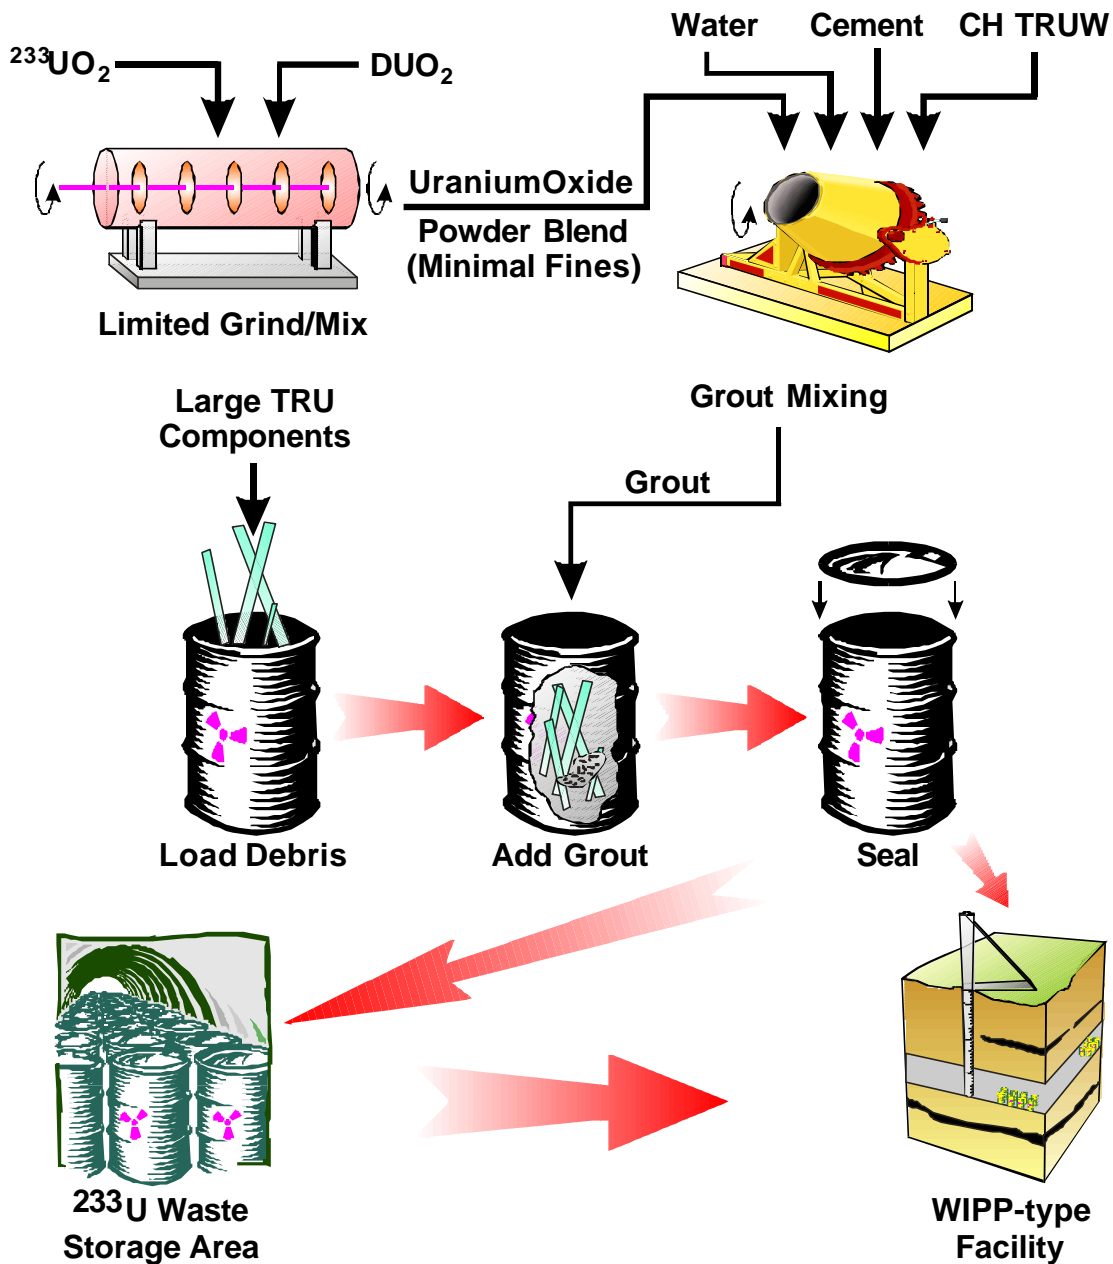 Water Cement CH TRUW
²³³UO₂ DUO₂
UraniumOxide
Powder Blend
(Minimal Fines)
Limited Grind/Mix
Large TRU
Components
Grout Mixing
Grout
Load Debris Add Grout Seal
²³³U Waste
Storage Area
WIPP-type
Facility